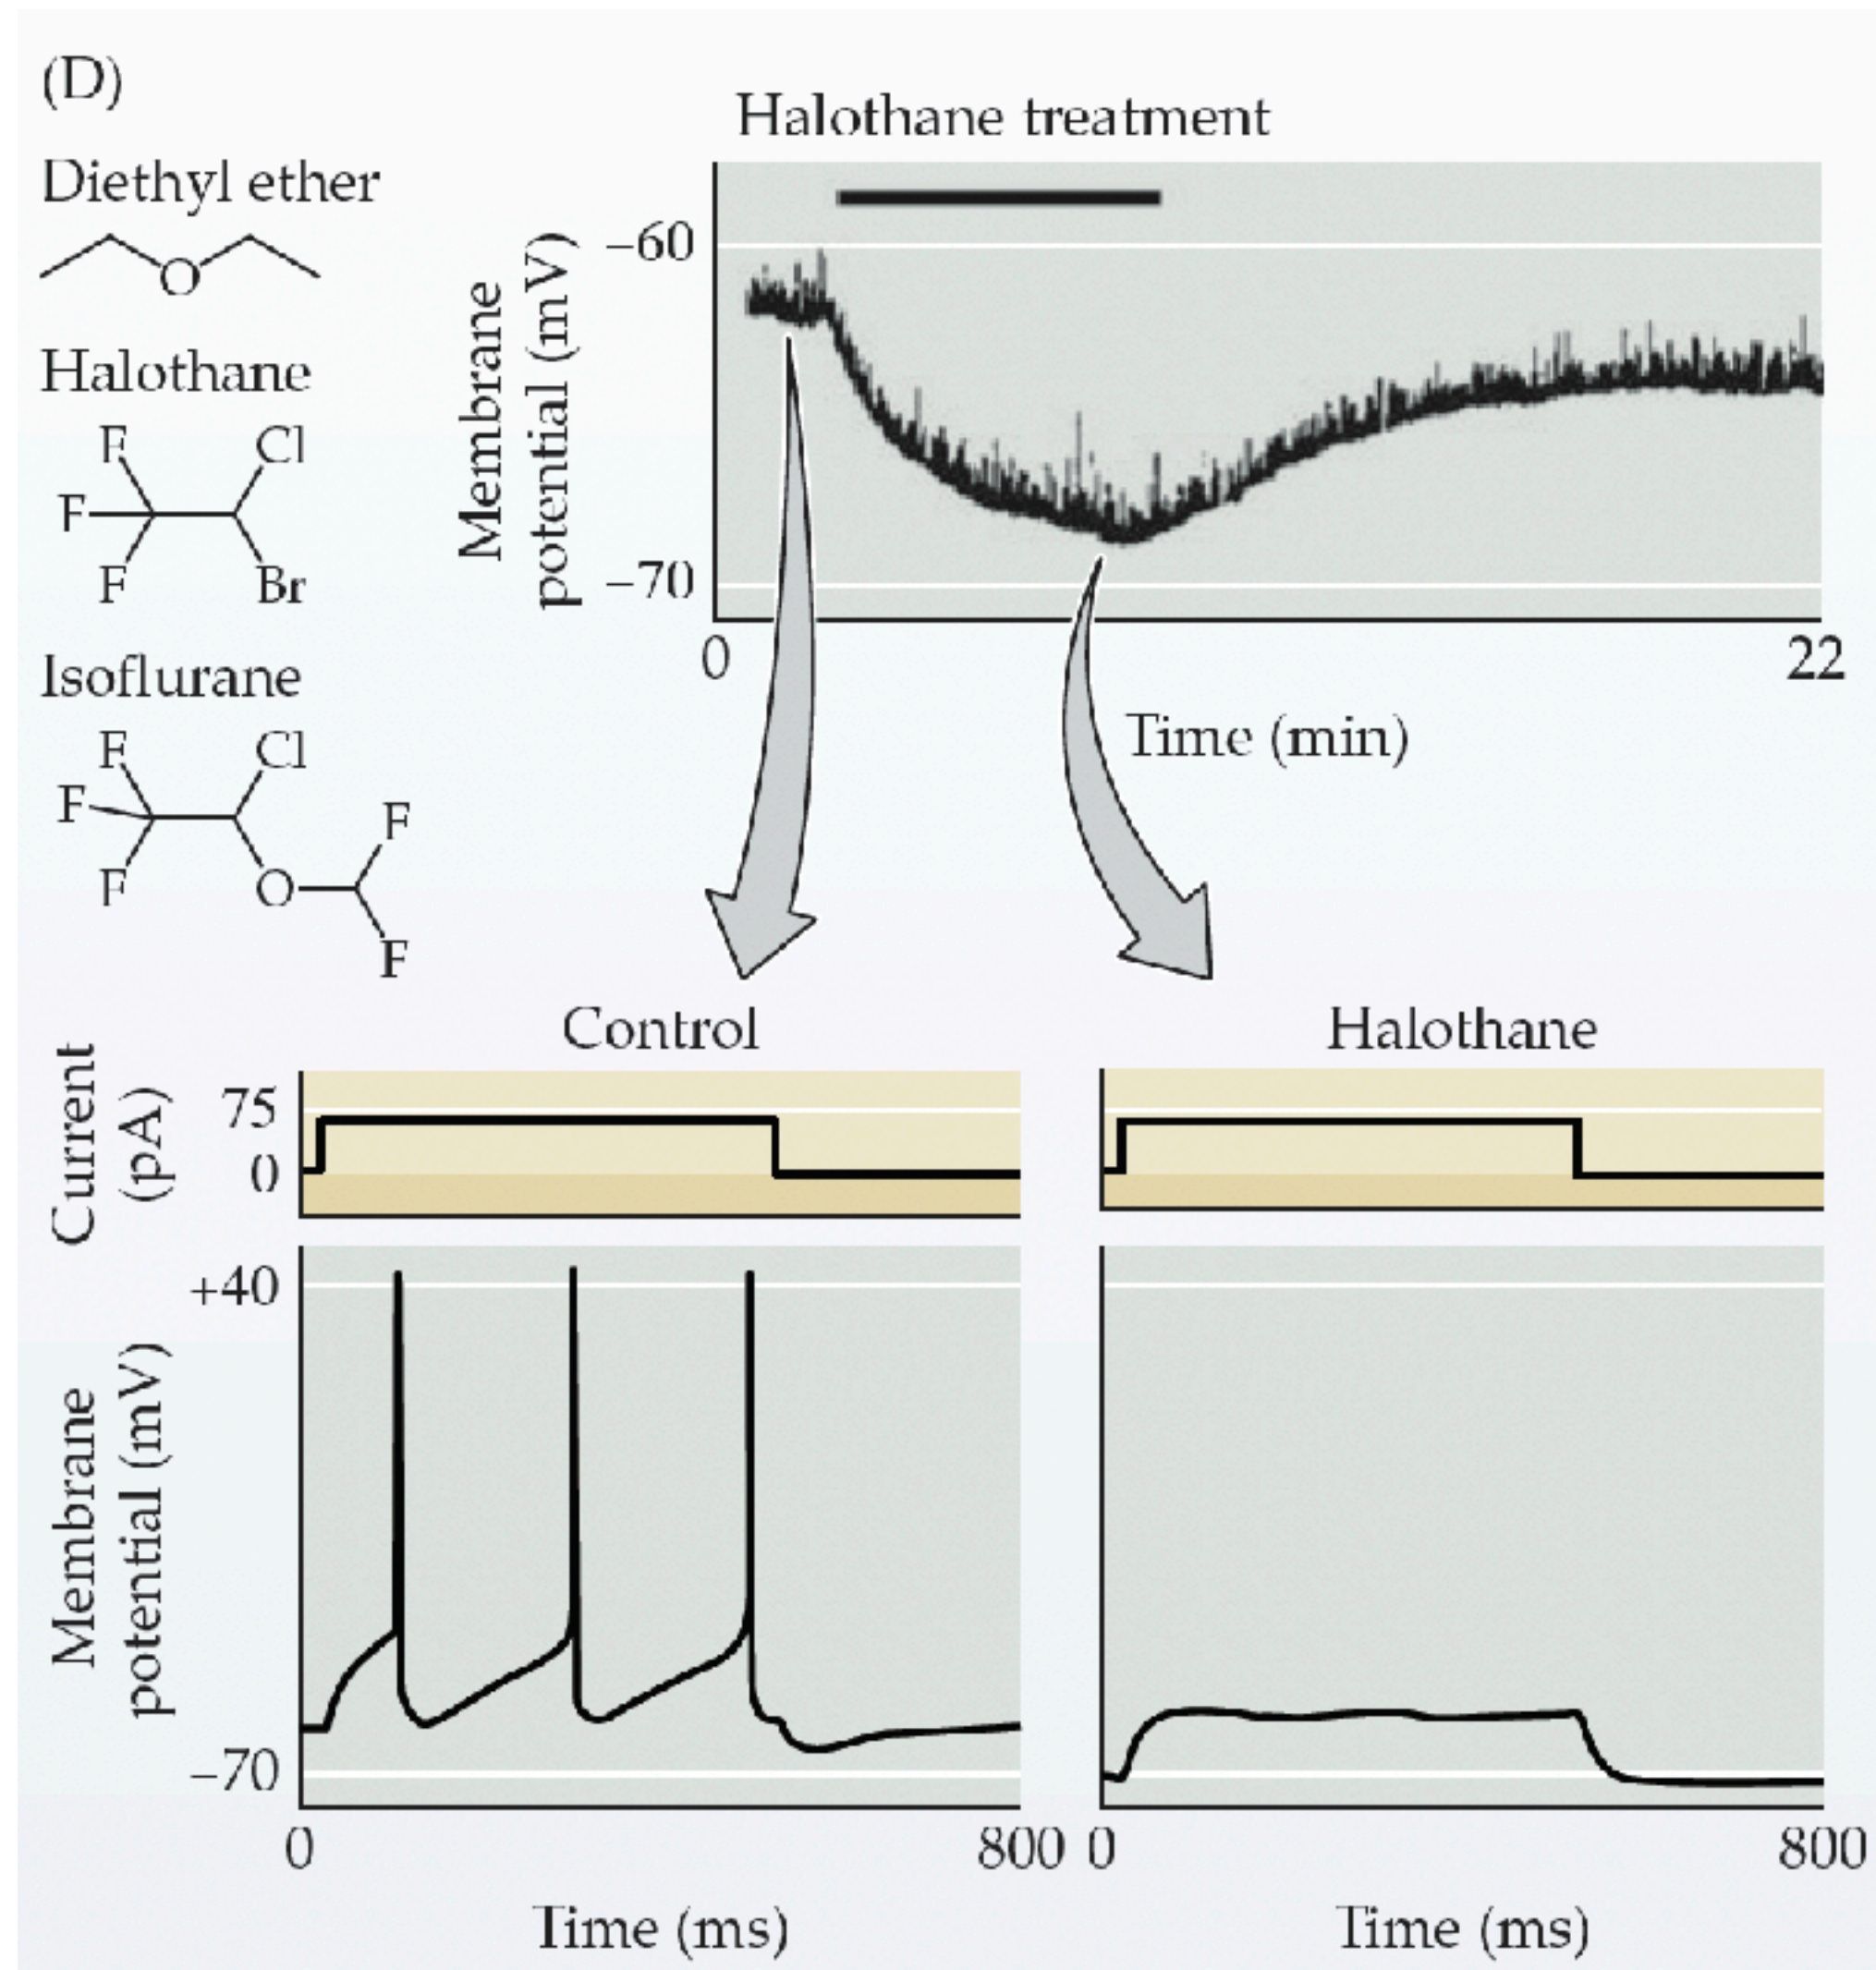 (D)
Diethyl ether
O
Halothane
F
Cl
F
F
Br
Isoflurane
F
Cl
F
F
F
O
F
Halothane treatment
Membrane
potential (mV)
–60
–70
0
22
Time (min)
Control
Halothane
Current
(pA)
75
0
Membrane
potential (mV)
+40
–70
0
800
0
800
Time (ms)
Time (ms)